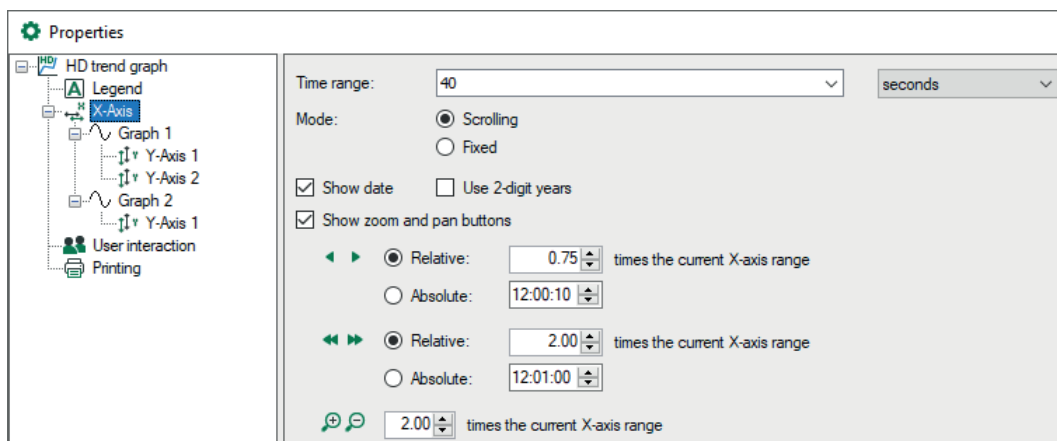 Properties
HD trend graph
Legend
X-Axis
Graph 1
Y-Axis 1
Y-Axis 2
Graph 2
Y-Axis 1
User interaction
Printing
Time range: 40 seconds
Mode: Scrolling
Fixed
Show date Use 2-digit years
Show zoom and pan buttons
Relative: 0.75 times the current X-axis range
Absolute: 12:00:10
Relative: 2.00 times the current X-axis range
Absolute: 12:01:00
2.00 times the current X-axis range